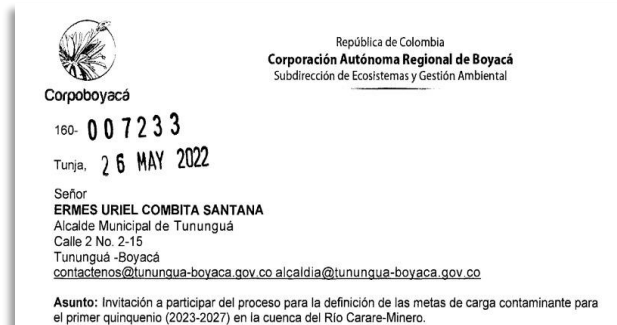 República de Colombia
Corporación Autónoma Regional de Boyacá
Subdirección de Ecosistemas y Gestión Ambiental
Corpoboyacá
160- 007233
Tunja, 26 MAY 2022
Señor
ERMES URIEL COMBITA SANTANA
Alcalde Municipal de Tununguá
Calle 2 No. 2-15
Tununguá -Boyacá
contactenos@tunungua-boyaca.gov.co alcaldia@tunungua-boyaca.gov.co
Asunto: Invitación a participar del proceso para la definición de las metas de carga contaminante para
el primer quinquenio (2023-2027) en la cuenca del Río Carare-Minero.